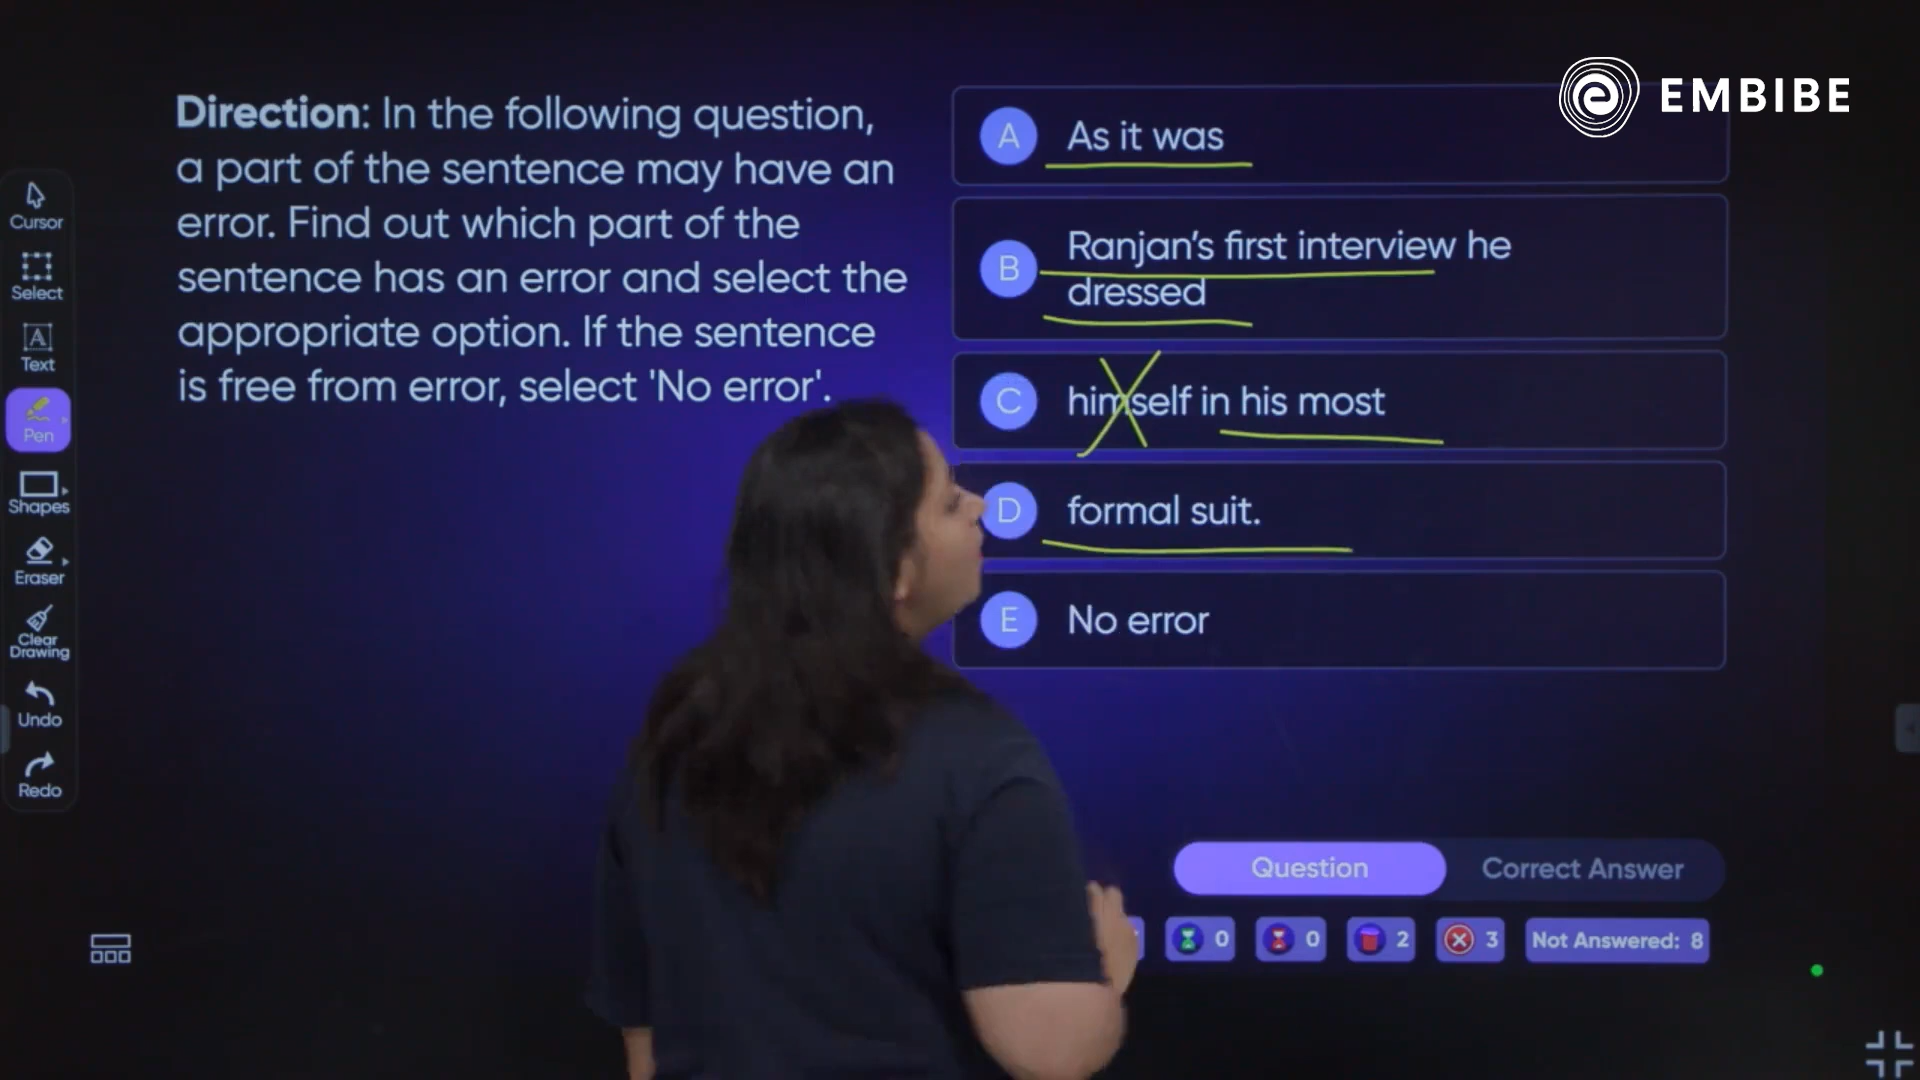 EMBIBE
Direction: In the following question,
a part of the sentence may have an
error. Find out which part of the
sentence has an error and select the
appropriate option. If the sentence
is free from error, select 'No error'.
A As it was
B Ranjan's first interview he
dressed
C himself in his most
D formal suit.
E No error
Cursor
Select
Text
Pen
Shapes
Eraser
Clear
Drawing
Undo
Redo
Question Correct Answer
0 0 2 3 Not Answered: 8